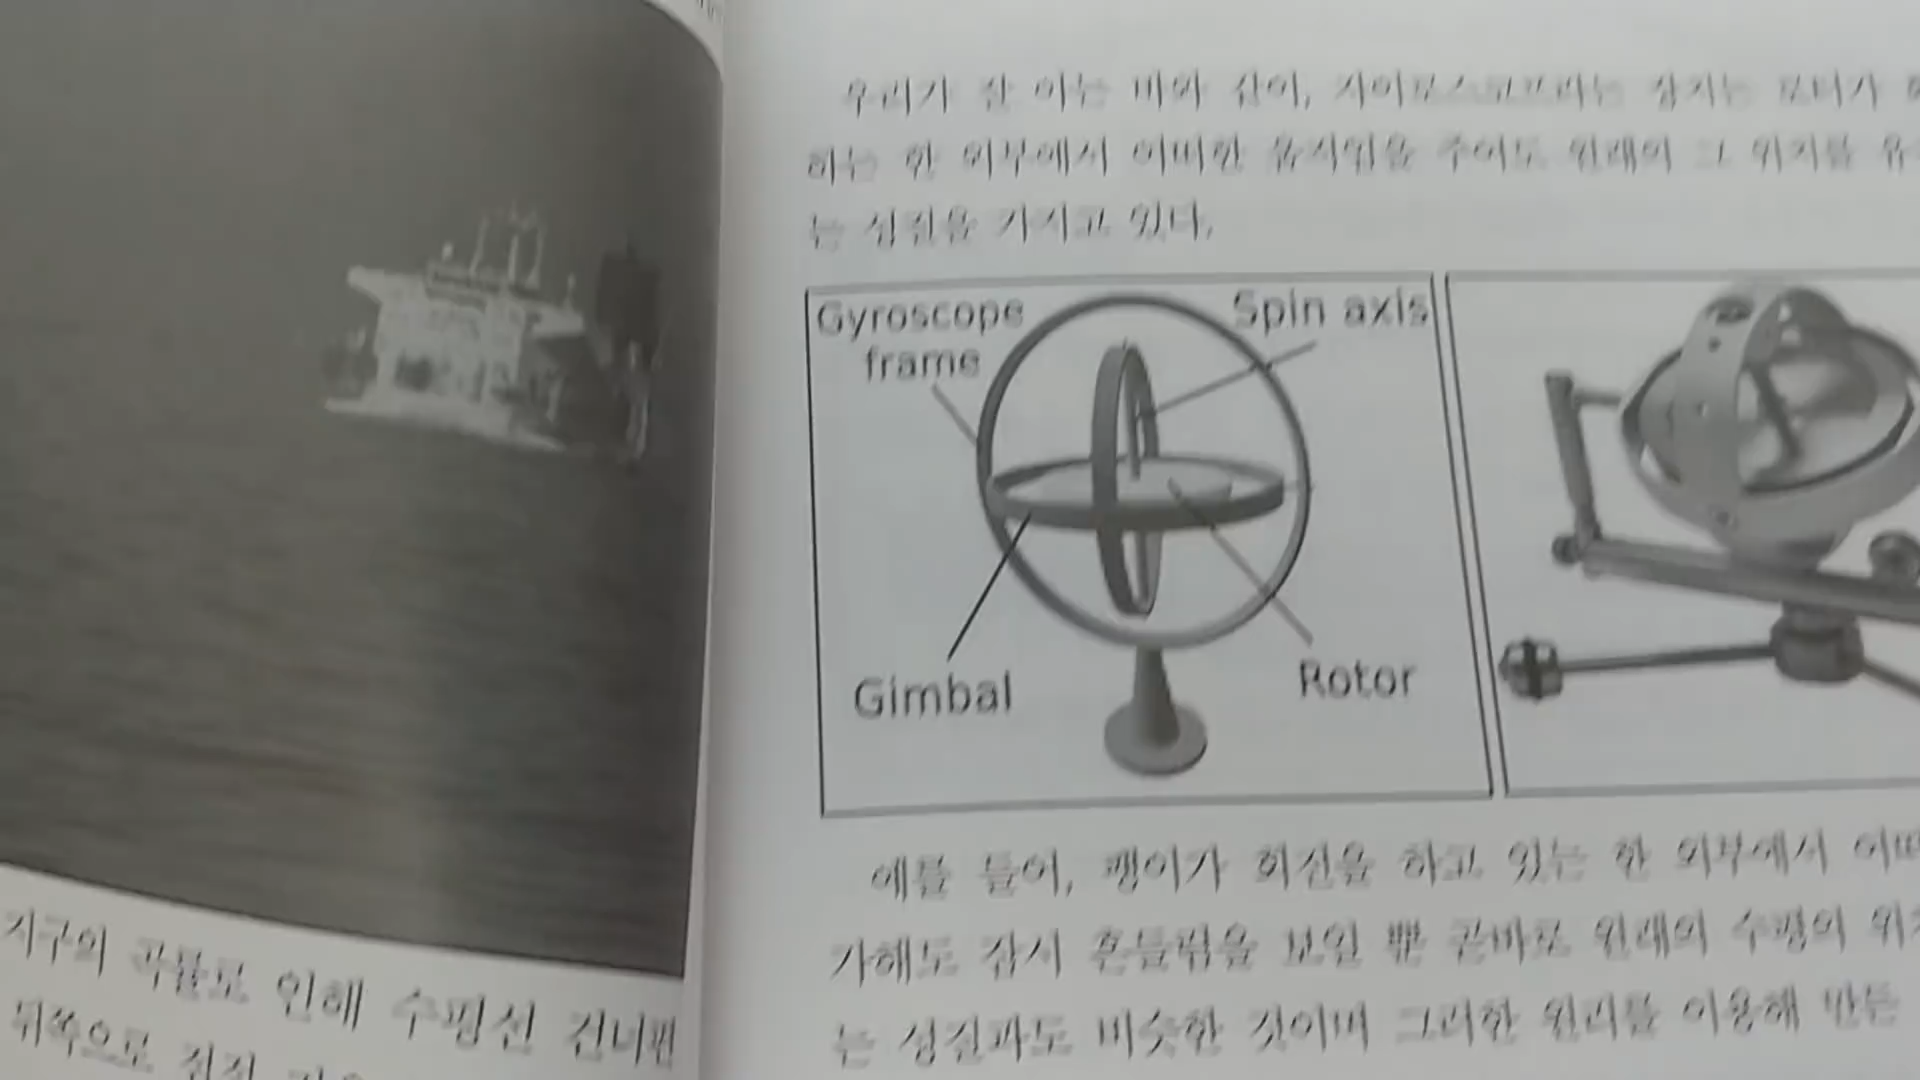 지구의 곡률로 인해 수평선 건너편
뒤쪽으로 점점
우리가 잘 아는 바와 같이, 자이로스코프라는 장치는 로터가
하는 한 외부에서 어떠한 움직임을 주어도 원래의 그 위치를 유
는 성질을 가지고 있다.
Gyroscope
frame
Spin axis
Gimbal
Rotor
예를 들어, 팽이가 회전을 하고 있는 한 외부에서 어떠
가해도 잠시 흔들림을 보일 뿐 곧바로 원래의 수평의 위치
는 성질과도 비슷한 것이며 그러한 원리를 이용해 만든